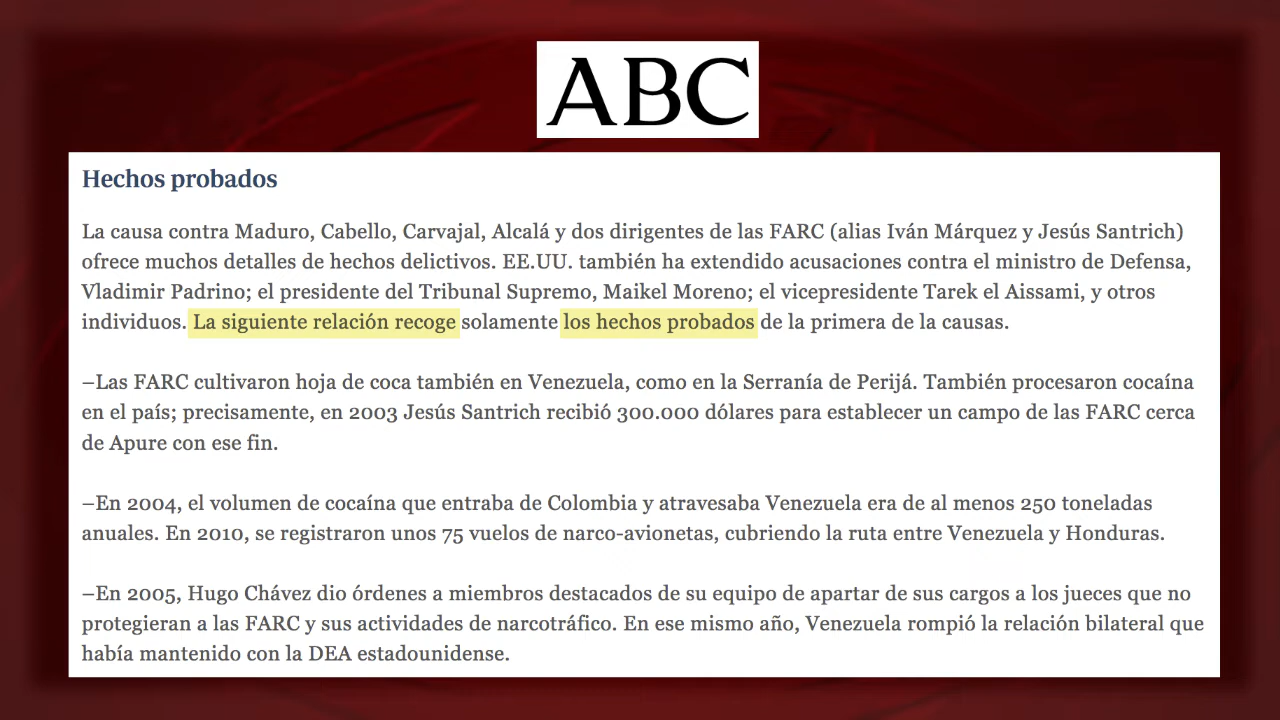 ABC
Hechos probados
La causa contra Maduro, Cabello, Carvajal, Alcalá y dos dirigentes de las FARC (alias Iván Márquez y Jesús Santrich)
ofrece muchos detalles de hechos delictivos. EE.UU. también ha extendido acusaciones contra el ministro de Defensa,
Vladimir Padrino; el presidente del Tribunal Supremo, Maikel Moreno; el vicepresidente Tarek el Aissami, y otros
individuos. La siguiente relación recoge solamente los hechos probados de la primera de la causas.
–Las FARC cultivaron hoja de coca también en Venezuela, como en la Serranía de Perijá. También procesaron cocaína
en el país; precisamente, en 2003 Jesús Santrich recibió 300.000 dólares para establecer un campo de las FARC cerca
de Apure con ese fin.
–En 2004, el volumen de cocaína que entraba de Colombia y atravesaba Venezuela era de al menos 250 toneladas
anuales. En 2010, se registraron unos 75 vuelos de narco-avionetas, cubriendo la ruta entre Venezuela y Honduras.
–En 2005, Hugo Chávez dio órdenes a miembros destacados de su equipo de apartar de sus cargos a los jueces que no
protegieran a las FARC y sus actividades de narcotráfico. En ese mismo año, Venezuela rompió la relación bilateral que
había mantenido con la DEA estadounidense.